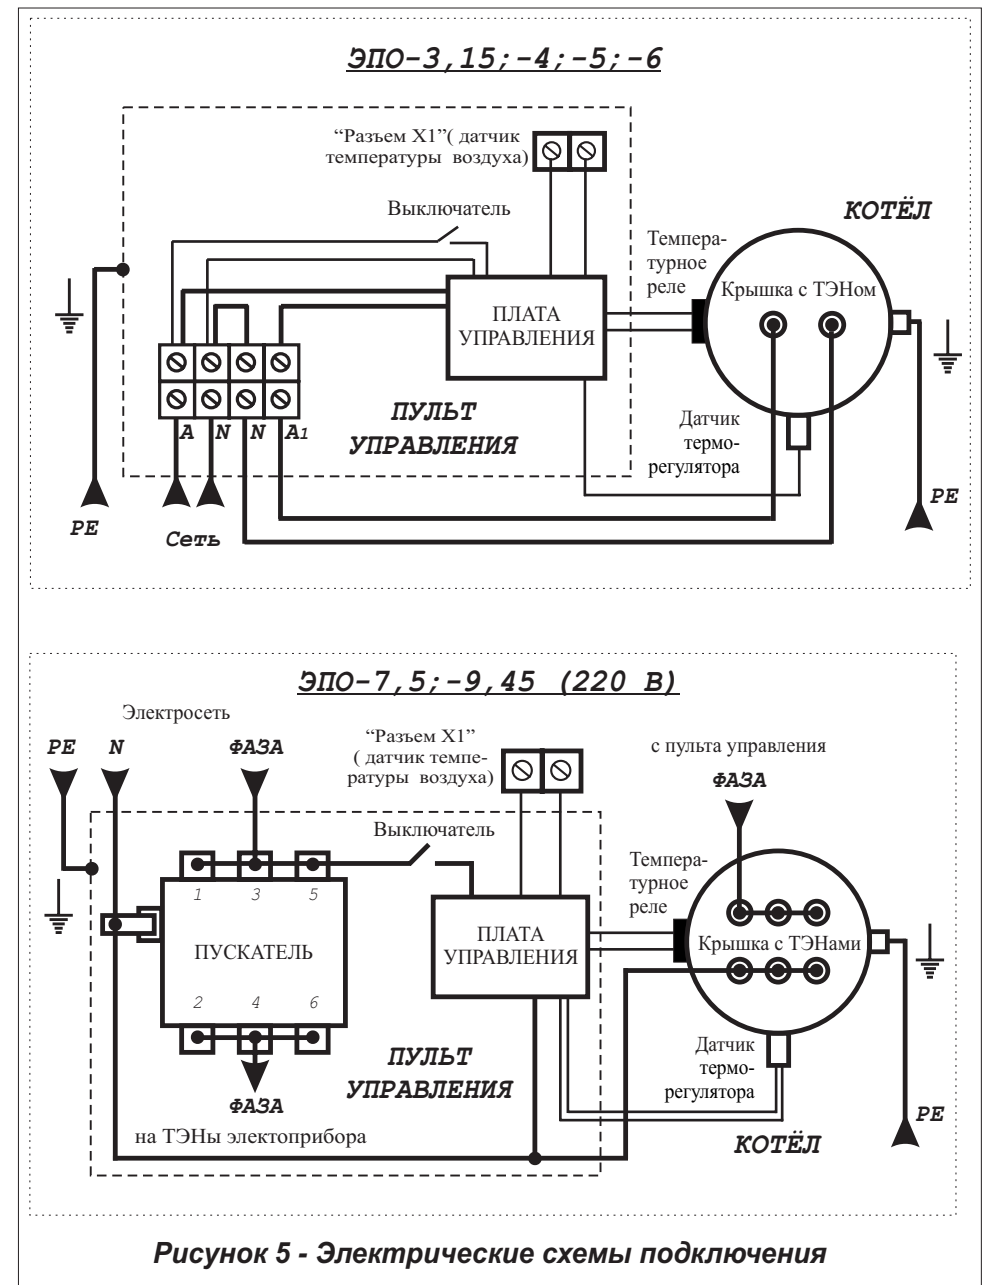 ЭПО-3,15;-4;-5;-6
“Разъем X1”( датчик
температуры воздуха)
Выключатель
КОТЁЛ
Темпера-
турное
реле
Крышка с ТЭНом
ПЛАТА
УПРАВЛЕНИЯ
ПУЛЬТ
УПРАВЛЕНИЯ
A N N A1
Датчик
термо-
регулятора
PE
Сеть
PE
ЭПО-7,5;-9,45 (220 В)
Электросеть
PE N ФАЗА
“Разъем X1”
( датчик темпе-
ратуры воздуха)
с пульта управления
ФАЗА
Выключатель
Темпера-
турное
реле
1 3 5
ПУСКАТЕЛЬ
2 4 6
ПЛАТА
УПРАВЛЕНИЯ
Крышка с ТЭНами
ПУЛЬТ
УПРАВЛЕНИЯ
Датчик
термо-
регулятора
ФАЗА
на ТЭНы электоприбора
PE
КОТЁЛ
Рисунок 5 - Электрические схемы подключения